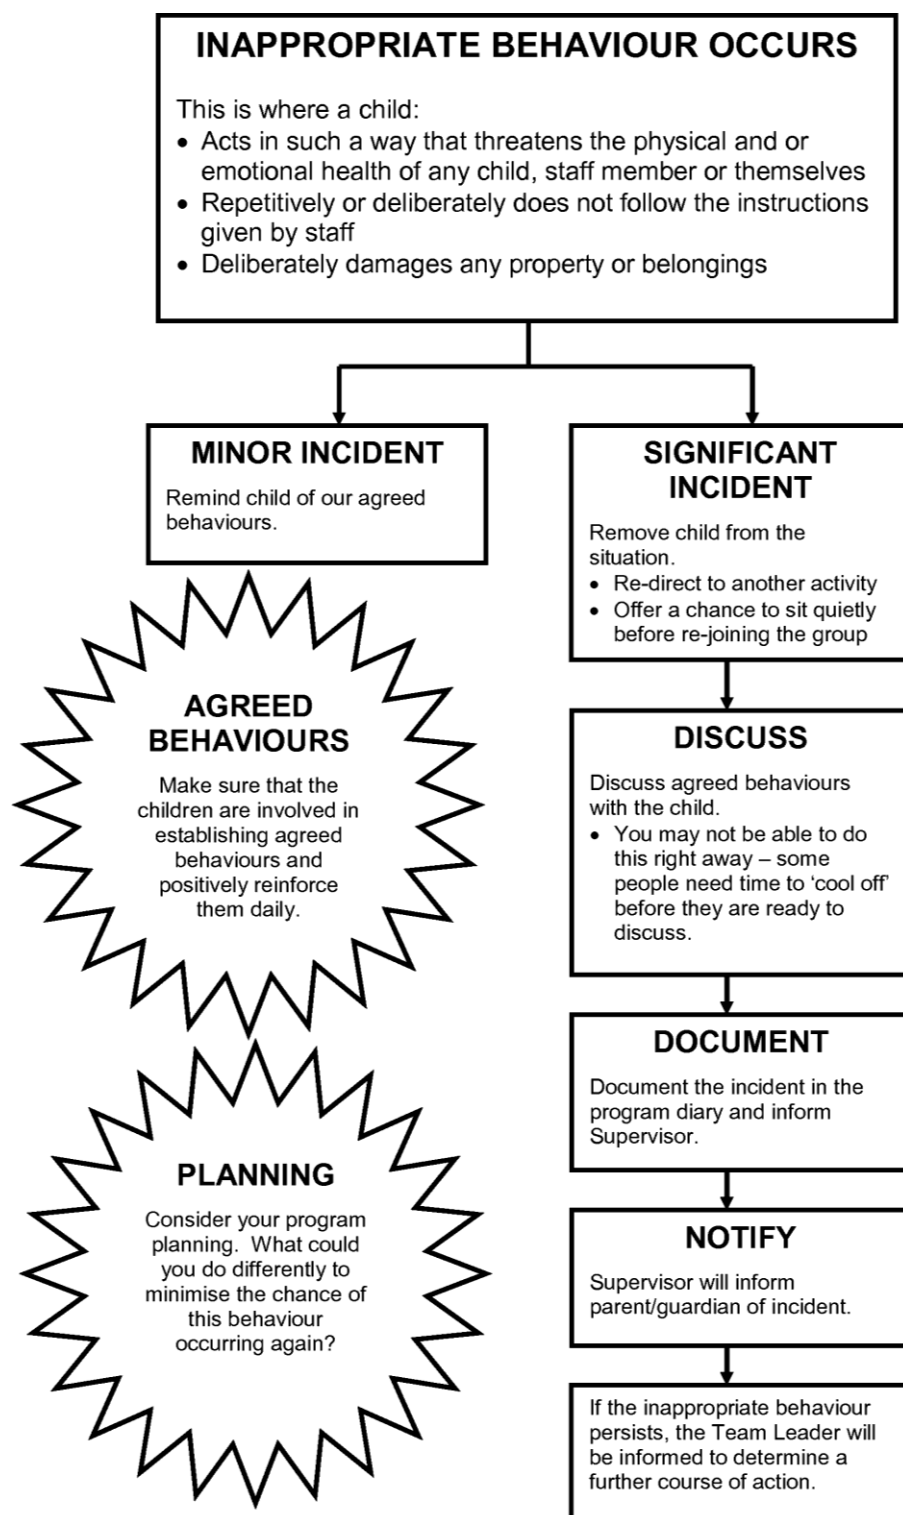 INAPPROPRIATE BEHAVIOUR OCCURS
This is where a child:
• Acts in such a way that threatens the physical and or
emotional health of any child, staff member or themselves
• Repetitively or deliberately does not follow the instructions
given by staff
• Deliberately damages any property or belongings
MINOR INCIDENT
Remind child of our agreed
behaviours.
SIGNIFICANT
INCIDENT
Remove child from the
situation.
• Re-direct to another activity
• Offer a chance to sit quietly
before re-joining the group
AGREED
BEHAVIOURS
Make sure that the
children are involved in
establishing agreed
behaviours and
positively reinforce
them daily.
DISCUSS
Discuss agreed behaviours
with the child.
• You may not be able to do
this right away – some
people need time to ‘cool off’
before they are ready to
discuss.
DOCUMENT
Document the incident in the
program diary and inform
Supervisor.
PLANNING
Consider your program
planning.  What could
you do differently to
minimise the chance of
this behaviour
occurring again?
NOTIFY
Supervisor will inform
parent/guardian of incident.
If the inappropriate behaviour
persists, the Team Leader will
be informed to determine a
further course of action.